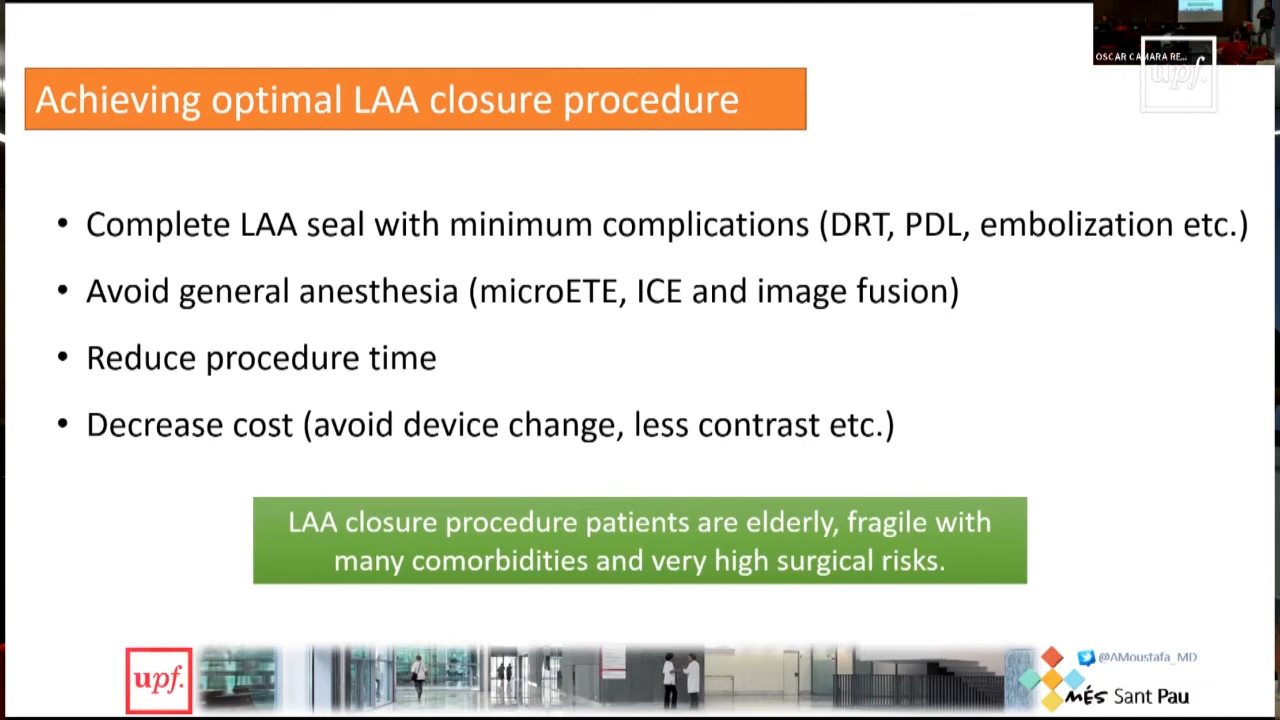 OSCAR CAMARA RE...
upf.
Achieving optimal LAA closure procedure
• Complete LAA seal with minimum complications (DRT, PDL, embolization etc.)
• Avoid general anesthesia (microETE, ICE and image fusion)
• Reduce procedure time
• Decrease cost (avoid device change, less contrast etc.)
LAA closure procedure patients are elderly, fragile with
many comorbidities and very high surgical risks.
upf.
@AMoustafa_MD
MÉS Sant Pau